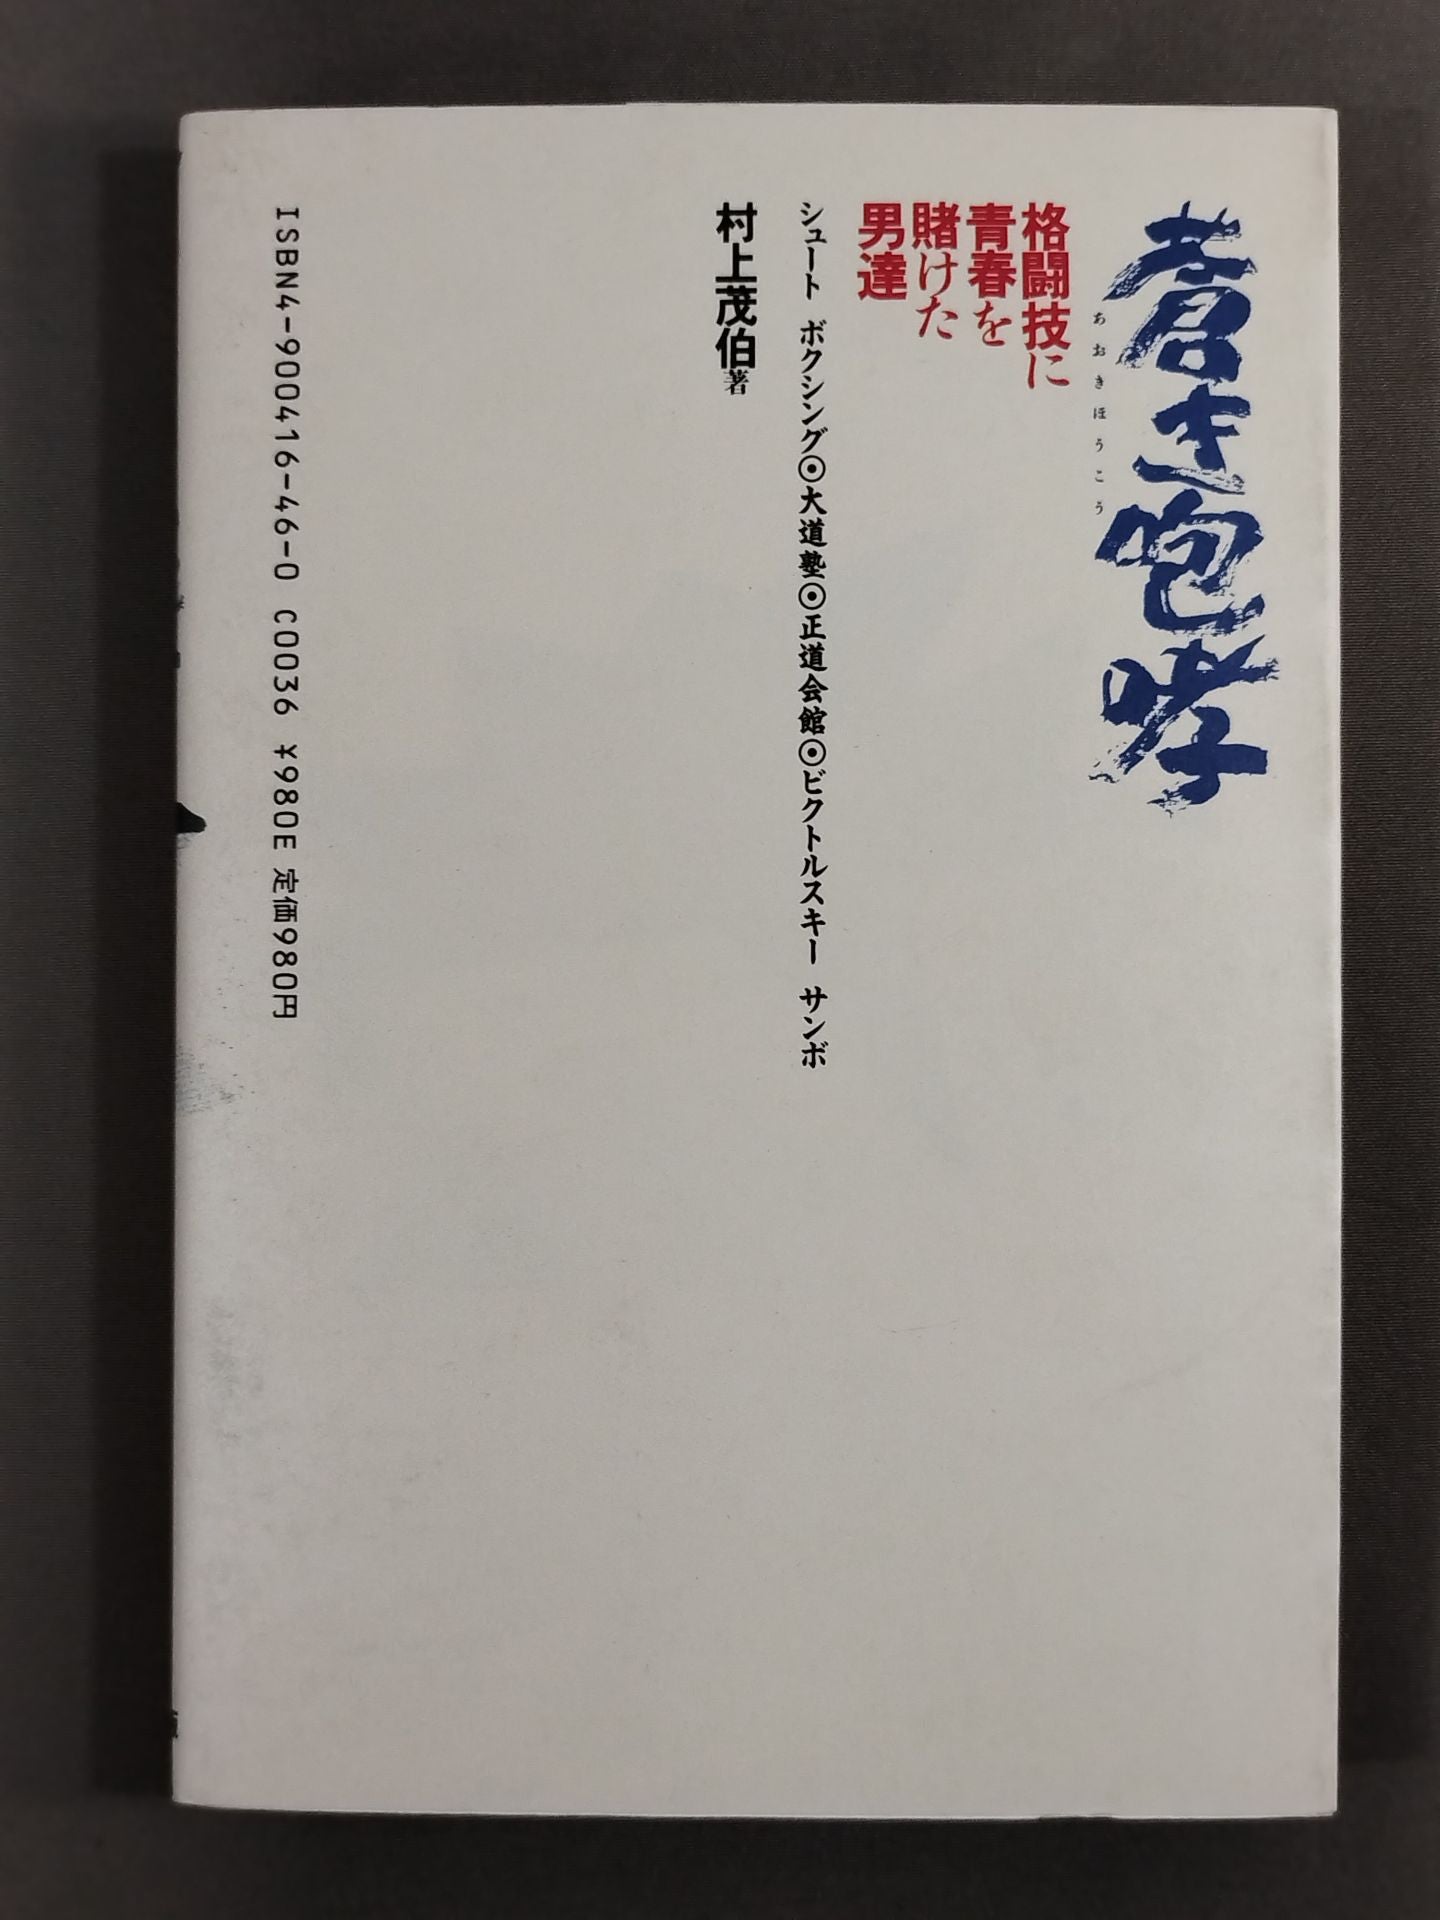 蒼き咆哮
あおきほうこう
格闘技に
青春を
賭けた
男達
シュート ボクシング◉大道塾◉正道会館◉ビクトルスキー サンボ
村上茂伯著
ISBN4-900416-46-0 C0036 ¥980E 定価980円